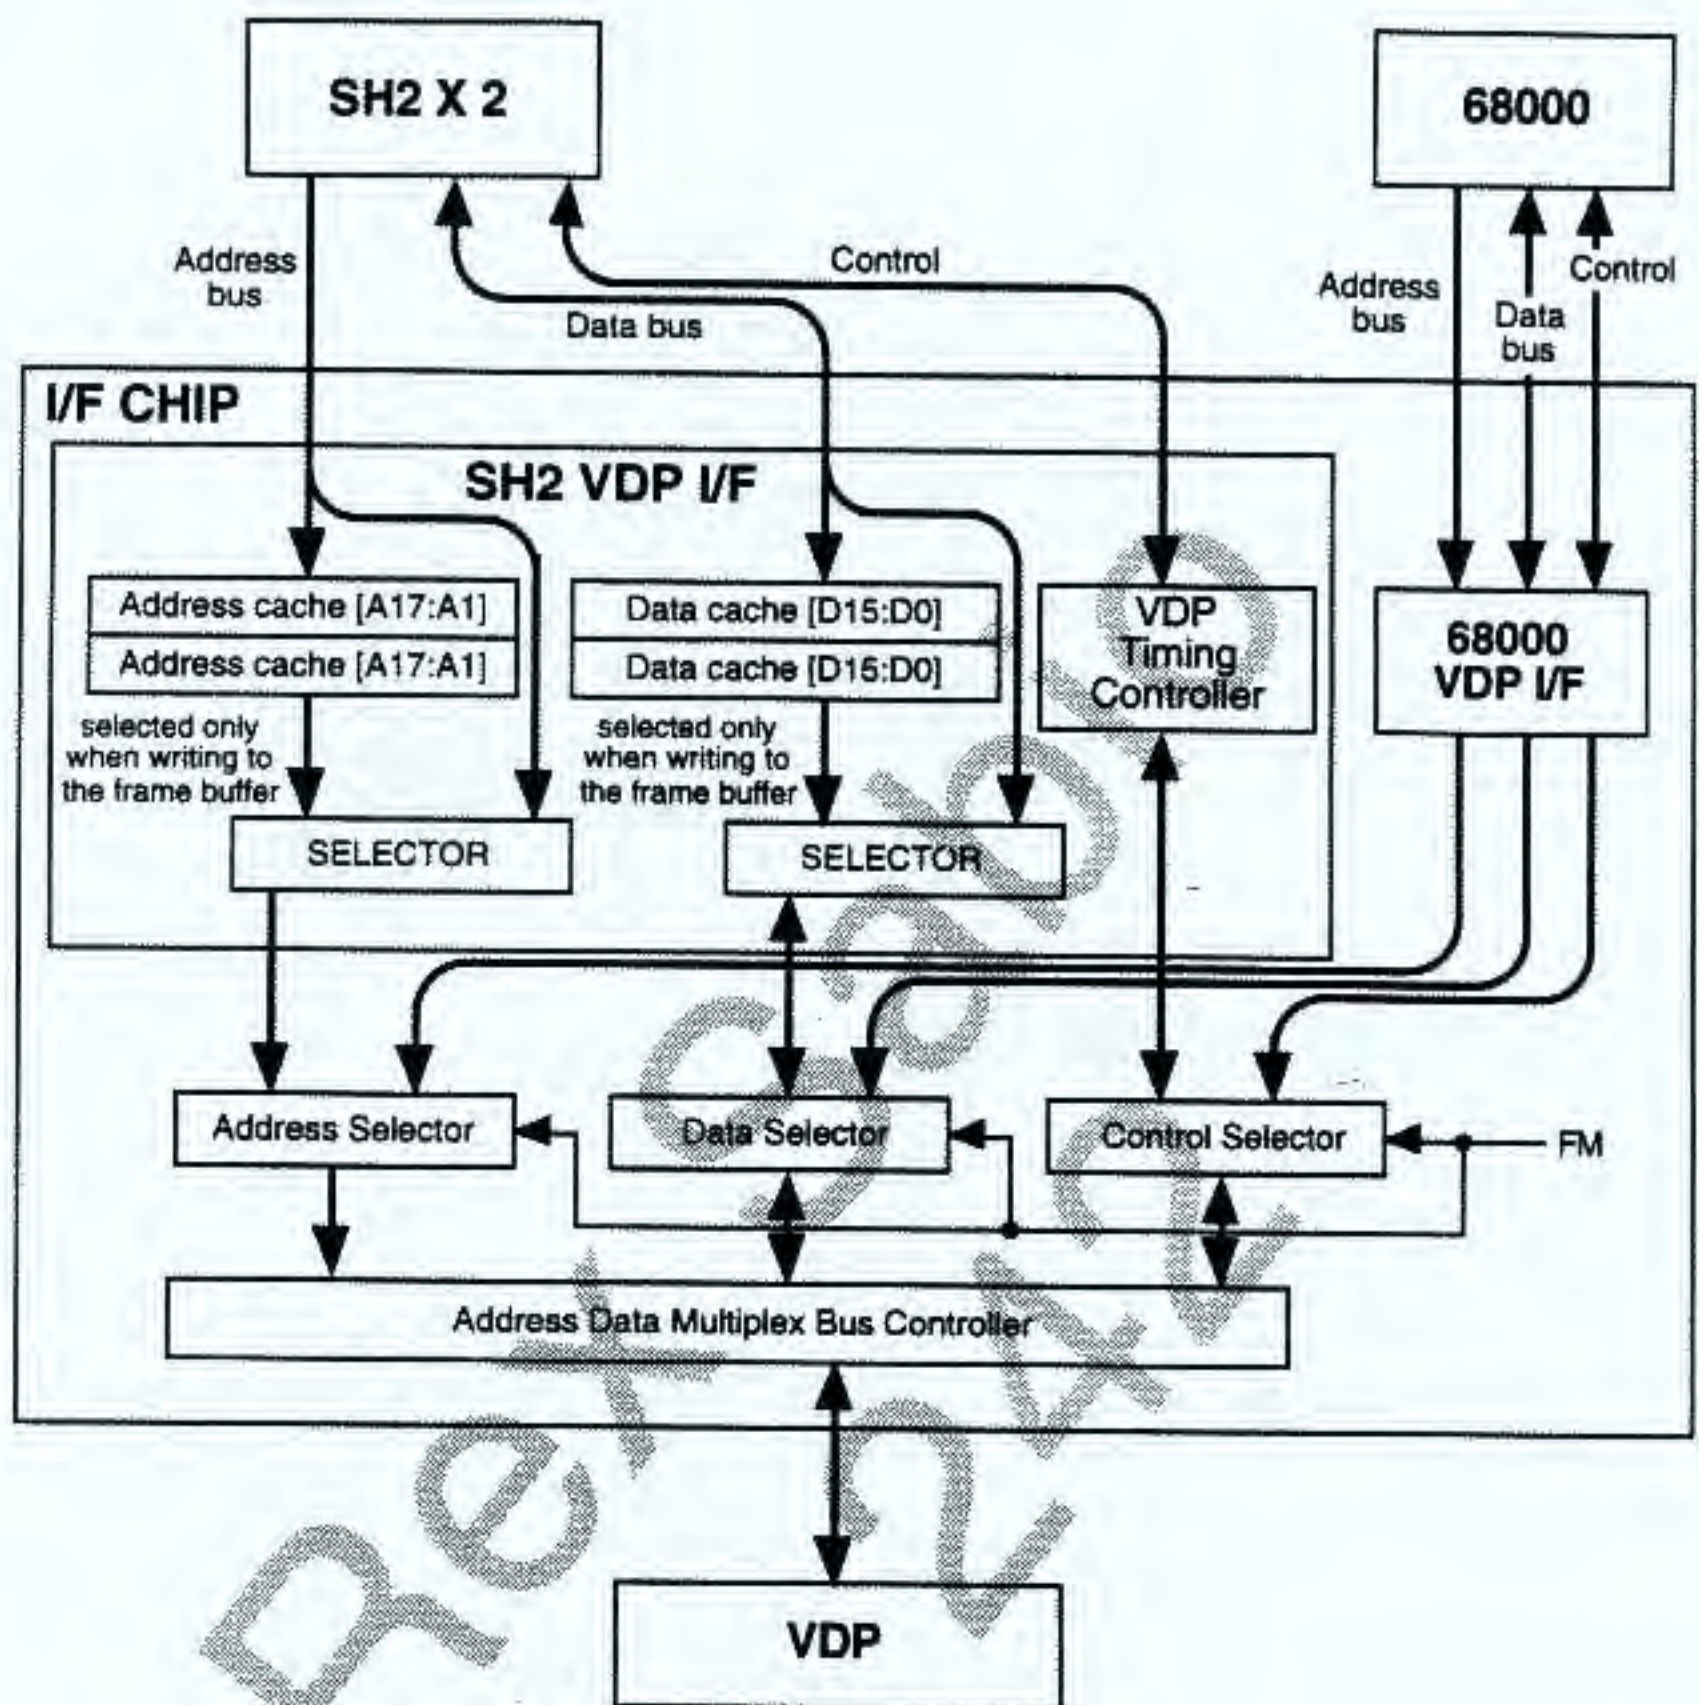 SH2 X 2
68000
Address
bus
Control
Data bus
Address
bus
Data
bus
Control
I/F CHIP
SH2 VDP I/F
Address cache [A17:A1]
Address cache [A17:A1]
Data cache [D15:D0]
Data cache [D15:D0]
VDP
Timing
Controller
68000
VDP I/F
selected only
when writing to
the frame buffer
selected only
when writing to
the frame buffer
SELECTOR
SELECTOR
Address Selector
Data Selector
Control Selector
FM
Address Data Multiplex Bus Controller
VDP
Rex Sabio
242